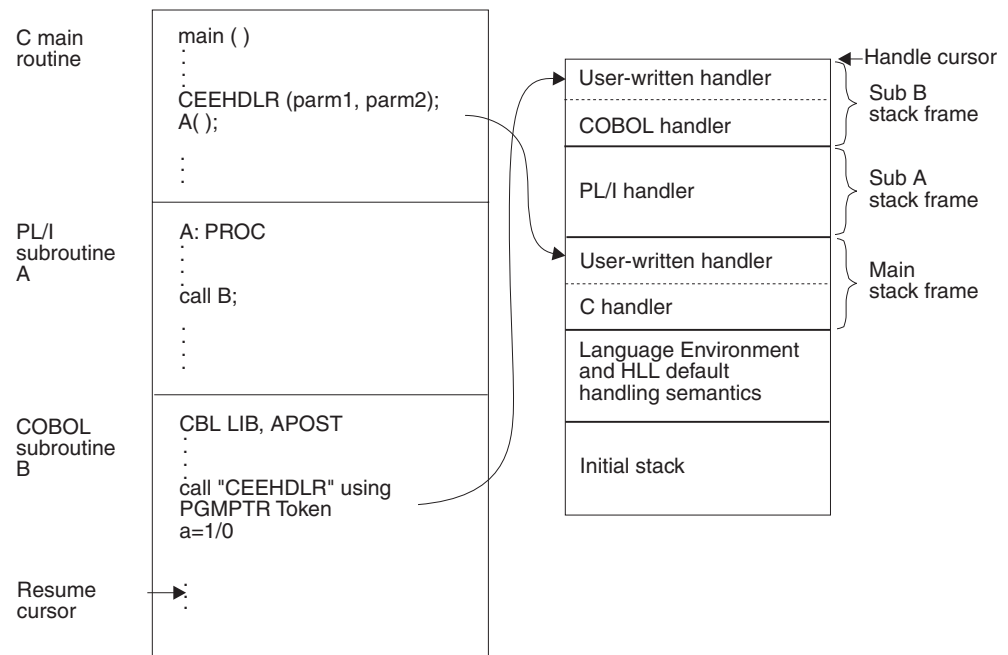 C main
routine
main ( )
.
.
.
.
CEEHDLR (parm1, parm2);
A( );
.
.
.
PL/I
subroutine
A
A: PROC
.
.
.
.
call B;
.
.
.
.
COBOL
subroutine
B
CBL LIB, APOST
.
.
.
.
call "CEEHDLR" using
PGMPTR Token
a=1/0
Resume
cursor
.
.
.
Handle cursor
User-written handler
COBOL handler
Sub B
stack frame
PL/I handler
Sub A
stack frame
User-written handler
C handler
Main
stack frame
Language Environment
and HLL default
handling semantics
Initial stack